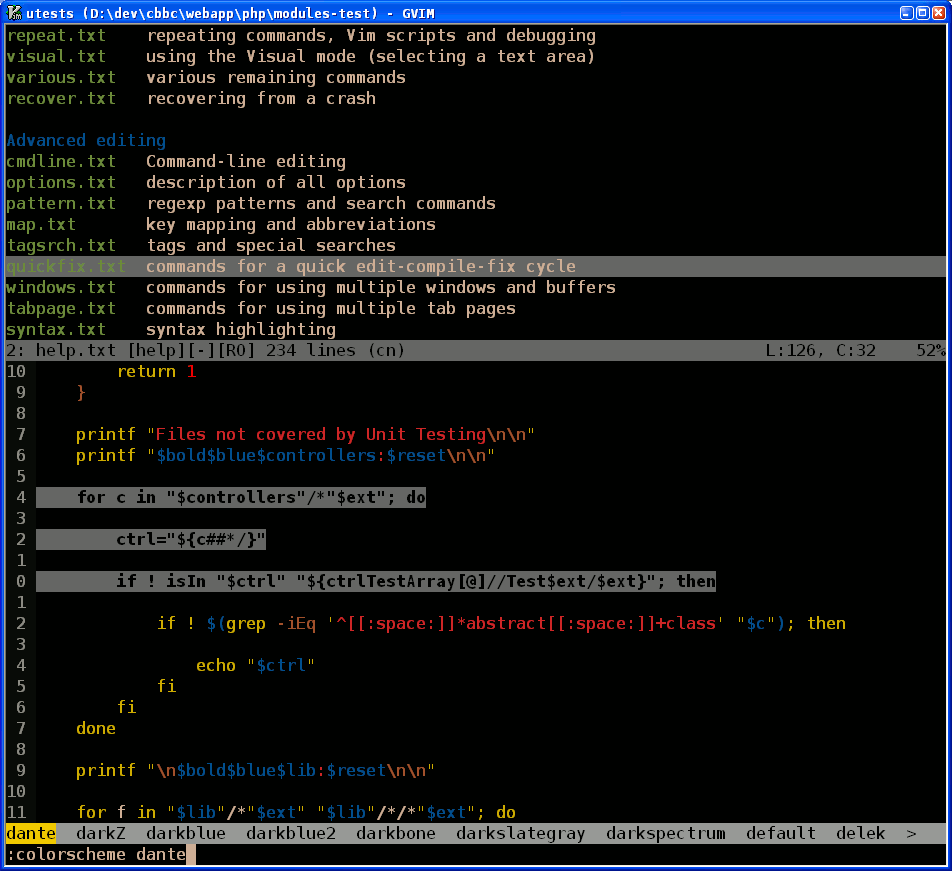 utests (D:\dev\cbbc\webapp\php\modules-test) - GVIM
repeat.txt    repeating commands, Vim scripts and debugging
visual.txt    using the Visual mode (selecting a text area)
various.txt   various remaining commands
recover.txt   recovering from a crash
Advanced editing
cmdline.txt   Command-line editing
options.txt   description of all options
pattern.txt   regexp patterns and search commands
map.txt       key mapping and abbreviations
tagsrch.txt   tags and special searches
quickfix.txt  commands for a quick edit-compile-fix cycle
windows.txt   commands for using multiple windows and buffers
tabpage.txt   commands for using multiple tab pages
syntax.txt    syntax highlighting
2: help.txt [help][-][RO] 234 lines (cn)                                    L:126, C:32    52%
10         return 1
 9     }
 8
 7     printf "Files not covered by Unit Testing\n\n"
 6     printf "$bold$blue$controllers:$reset\n\n"
 5
 4     for c in "$controllers"/*"$ext"; do
 3
 2         ctrl="${c##*/}"
 1
 0         if ! isIn "$ctrl" "${ctrlTestArray[@]//Test$ext/$ext}"; then
 1
 2             if ! $(grep -iEq '^[[:space:]]*abstract[[:space:]]+class' "$c"); then
 3
 4                 echo "$ctrl"
 5             fi
 6         fi
 7     done
 8
 9     printf "\n$bold$blue$lib:$reset\n\n"
10
11     for f in "$lib"/*"$ext" "$lib"/*/*"$ext"; do
dante  darkZ  darkblue  darkblue2  darkbone  darkslategray  darkspectrum  default  delek  >
:colorscheme dante